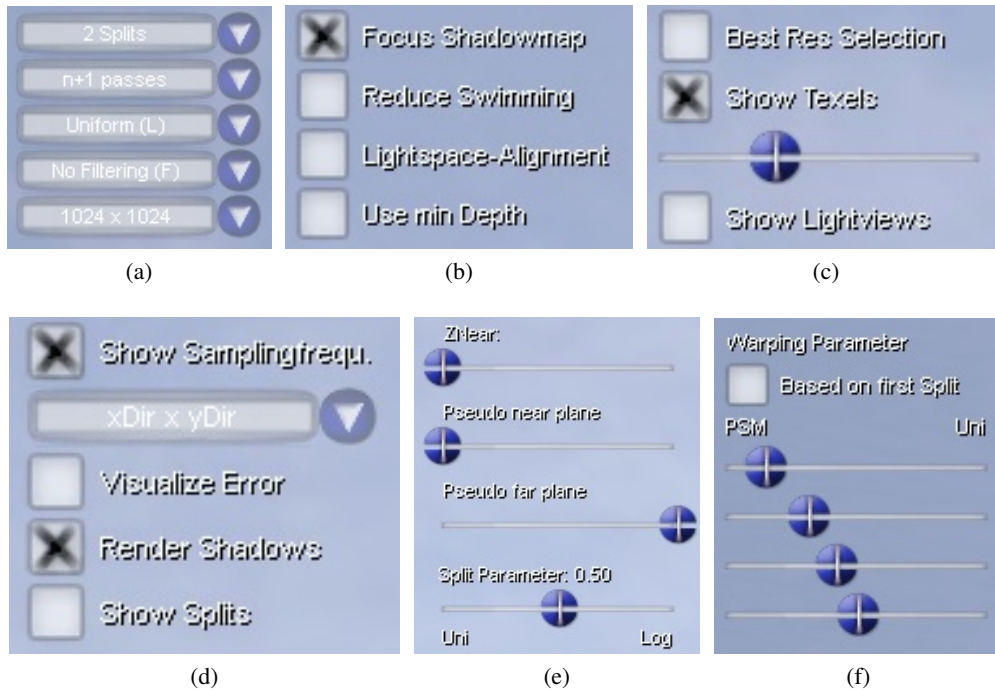 2 Splits
n+1 passes
Uniform (L)
No Filtering (F)
1024 x 1024
(a)
Focus Shadowmap
Reduce Swimming
Lightspace-Alignment
Use min Depth
(b)
Best Res Selection
Show Texels
Show Lightviews
(c)
Show Samplingfrequ.
xDir x yDir
Visualize Error
Render Shadows
Show Splits
(d)
ZNear:
Pseudo near plane
Pseudo far plane
Split Parameter: 0.50
Uni Log
(e)
Warping Parameter
Based on first Split
PSM Uni
(f)